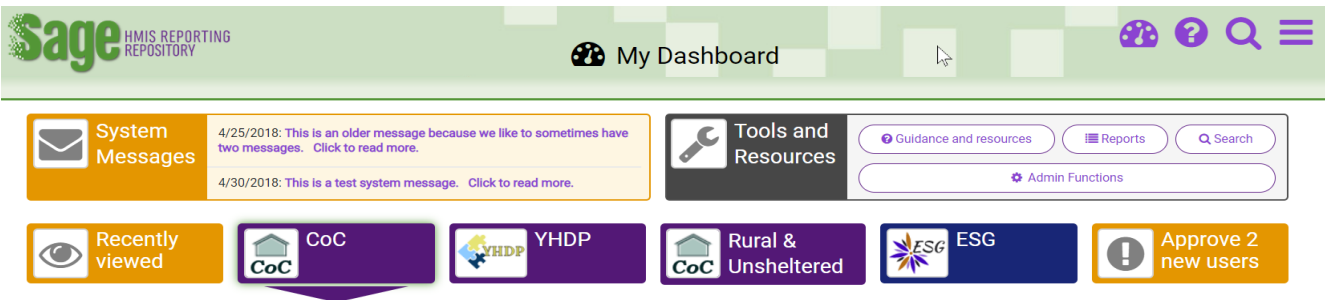 Sage HMIS REPORTING
REPOSITORY
My Dashboard
System
Messages
4/25/2018: This is an older message because we like to sometimes have
two messages. Click to read more.
4/30/2018: This is a test system message. Click to read more.
Tools and
Resources
Guidance and resources
Reports
Search
Admin Functions
Recently
viewed
CoC
CoC
YHDP
YHDP
CoC
Rural &
Unsheltered
ESG
ESG
Approve 2
new users